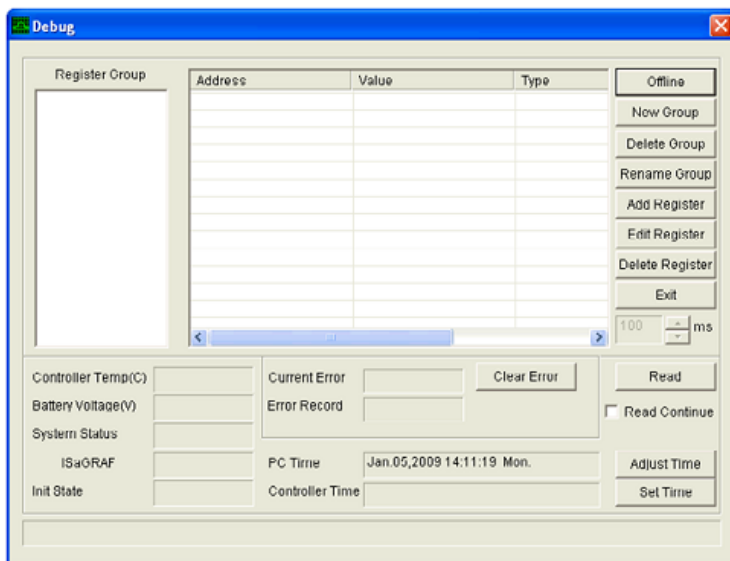 Debug
Register Group
Address Value Type
Offline
New Group
Delete Group
Rename Group
Add Register
Edit Register
Delete Register
Exit
100 ms
Controller Temp(C)
Current Error
Clear Error
Read
Battery Voltage(V)
Error Record
Read Continue
System Status
ISaGRAF
PC Time
Jan.05,2009 14:11:19 Mon.
Adjust Time
Init State
Controller Time
Set Time